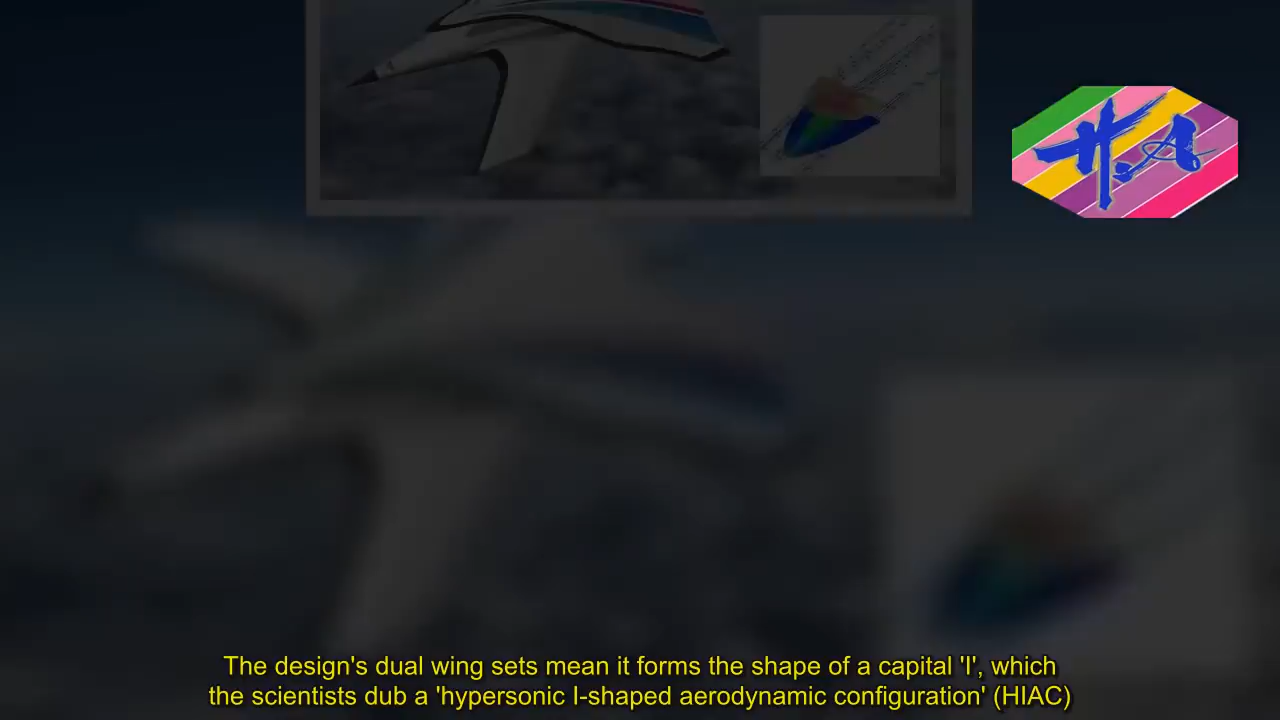 The design's dual wing sets mean it forms the shape of a capital 'I', which
the scientists dub a 'hypersonic I-shaped aerodynamic configuration' (HIAC)